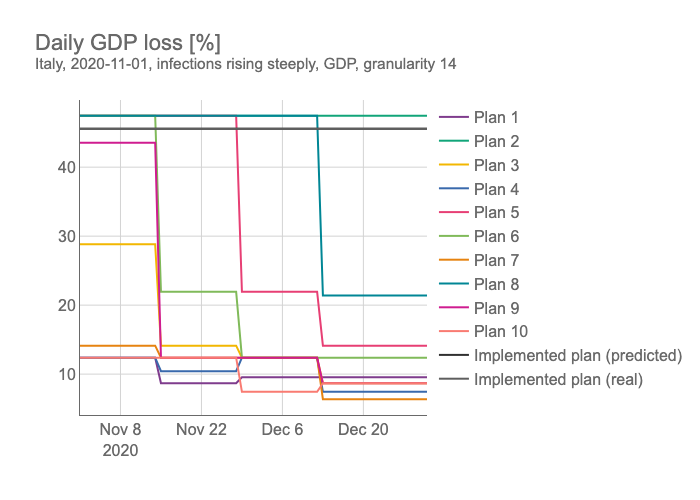 Daily GDP loss [%]
Italy, 2020-11-01, infections rising steeply, GDP, granularity 14
40
30
20
10
Nov 8
2020
Nov 22
Dec 6
Dec 20
Plan 1
Plan 2
Plan 3
Plan 4
Plan 5
Plan 6
Plan 7
Plan 8
Plan 9
Plan 10
Implemented plan (predicted)
Implemented plan (real)